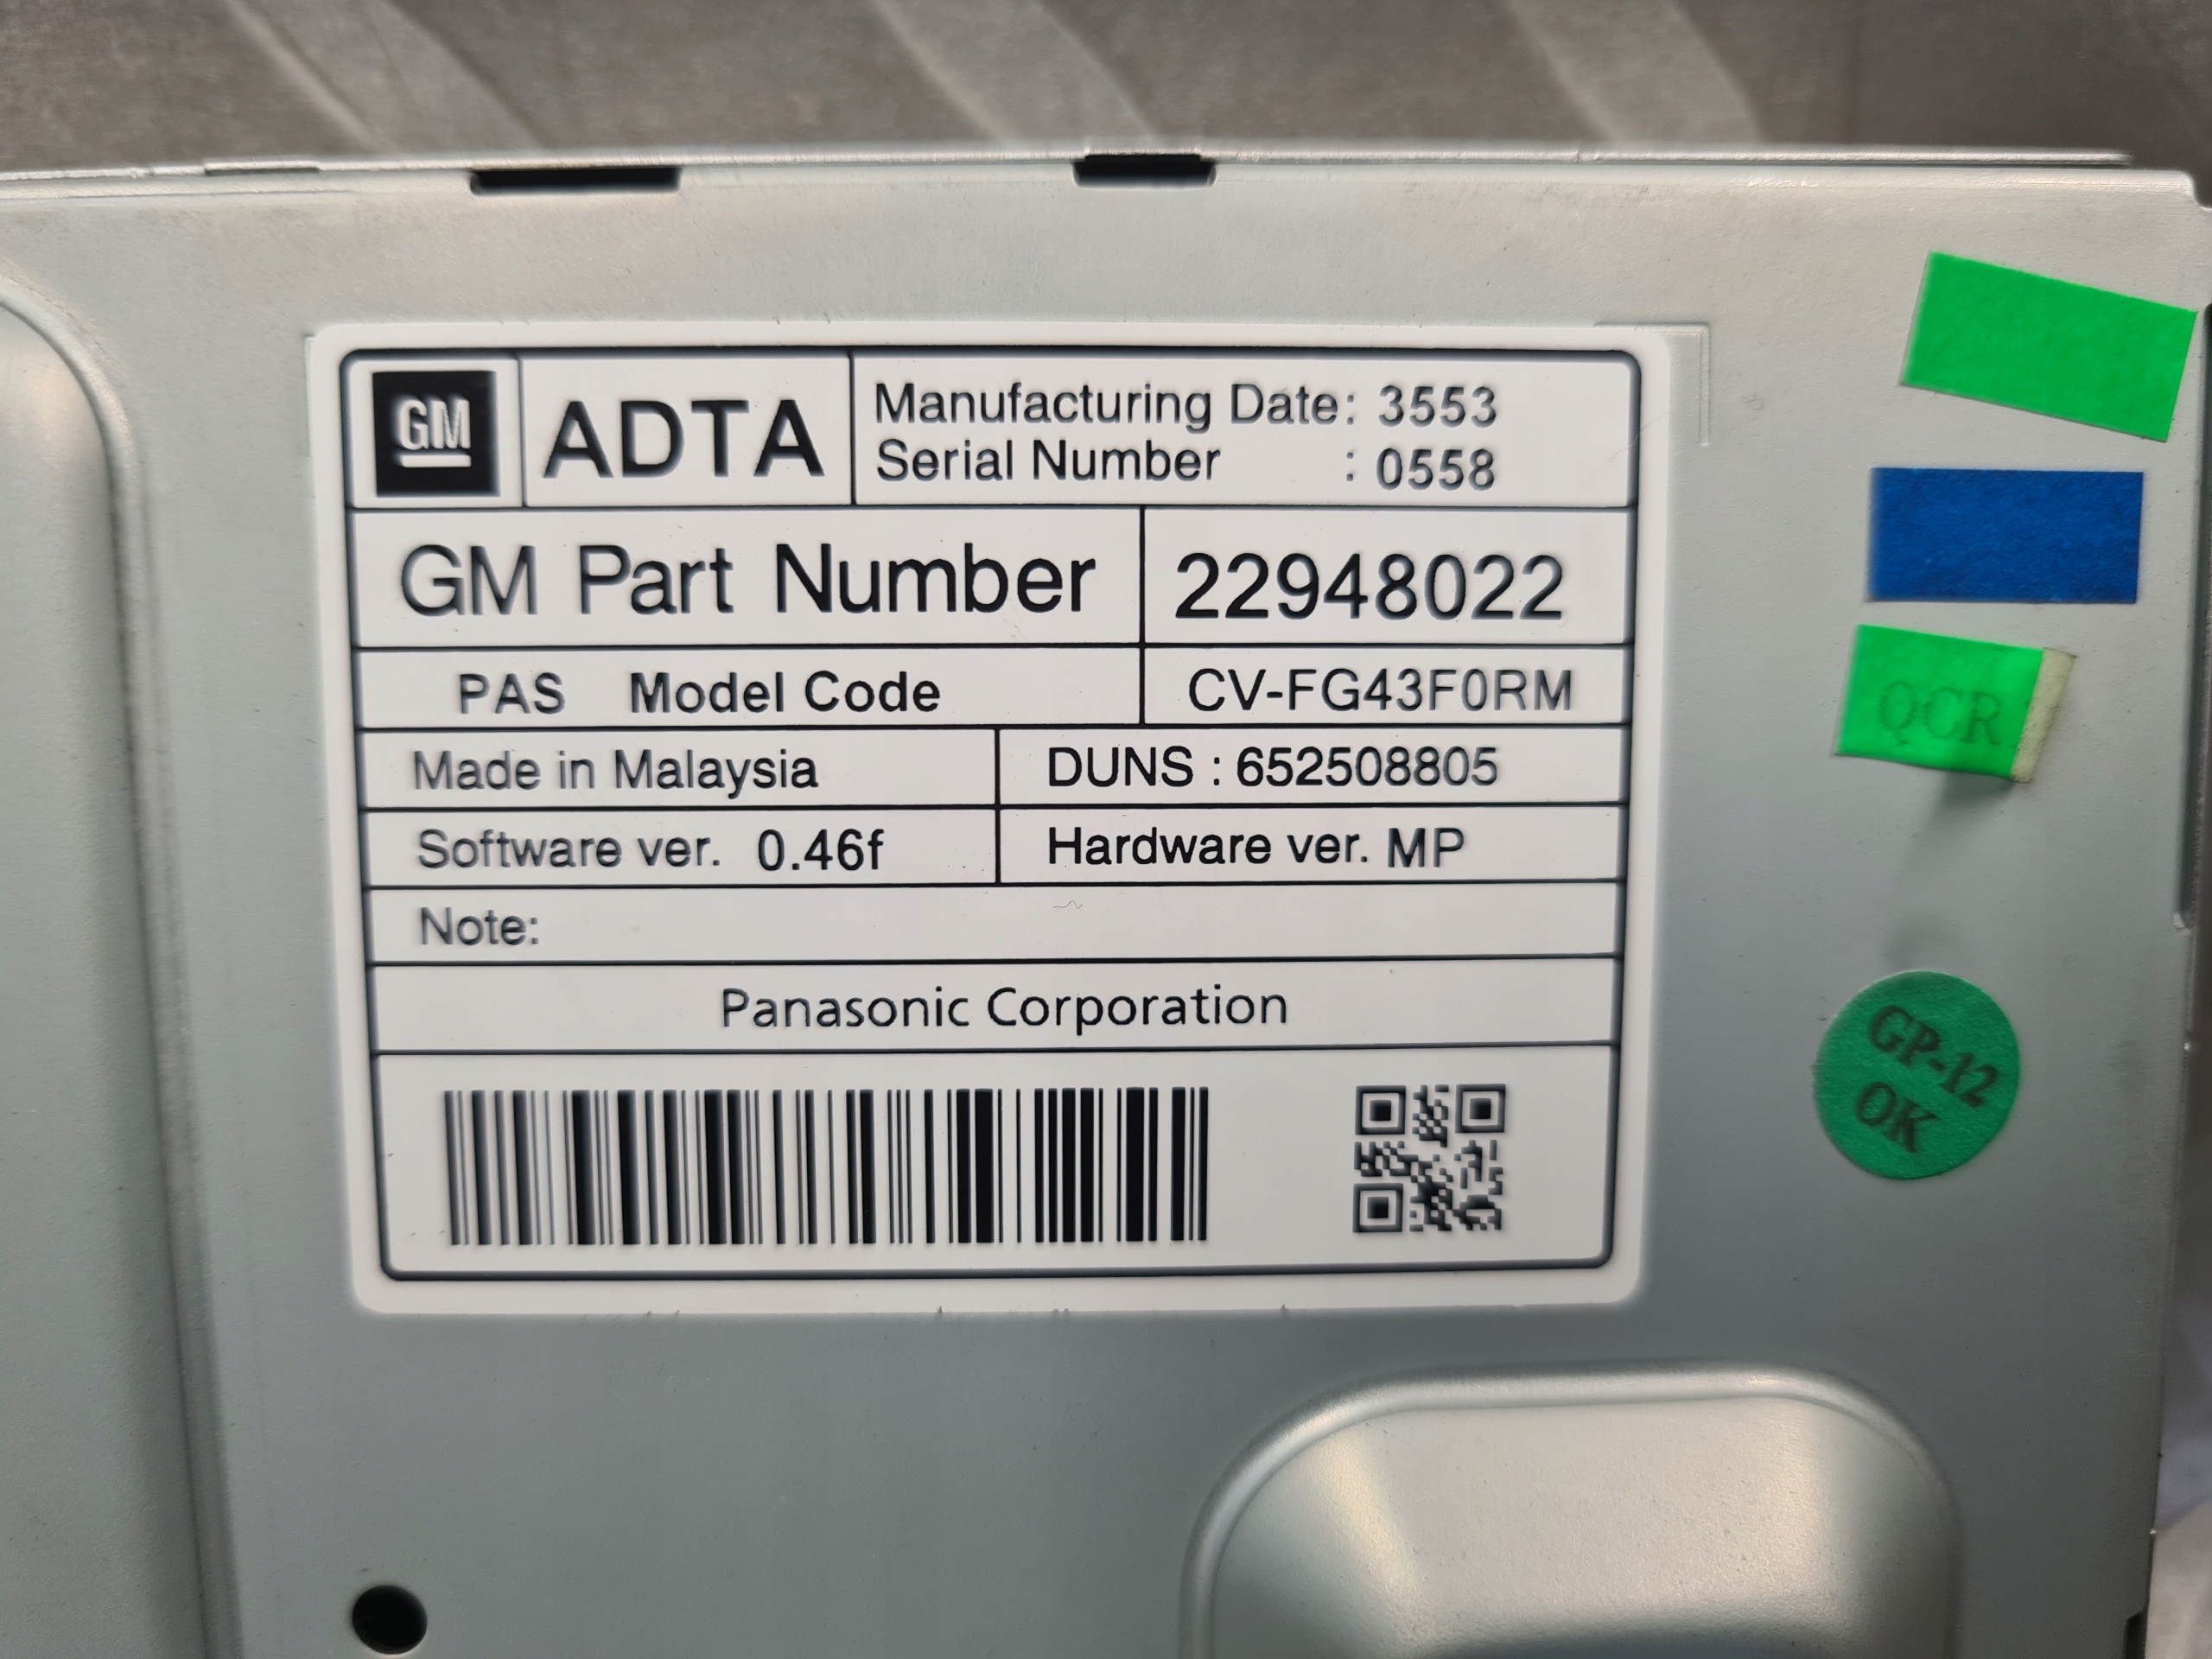 GM
ADTA
Manufacturing Date: 3553
Serial Number : 0558
GM Part Number 22948022
PAS Model Code CV-FG43F0RM
Made in Malaysia DUNS : 652508805
Software ver. 0.46f Hardware ver. MP
Note:
Panasonic Corporation
QCR
GP-12
OK